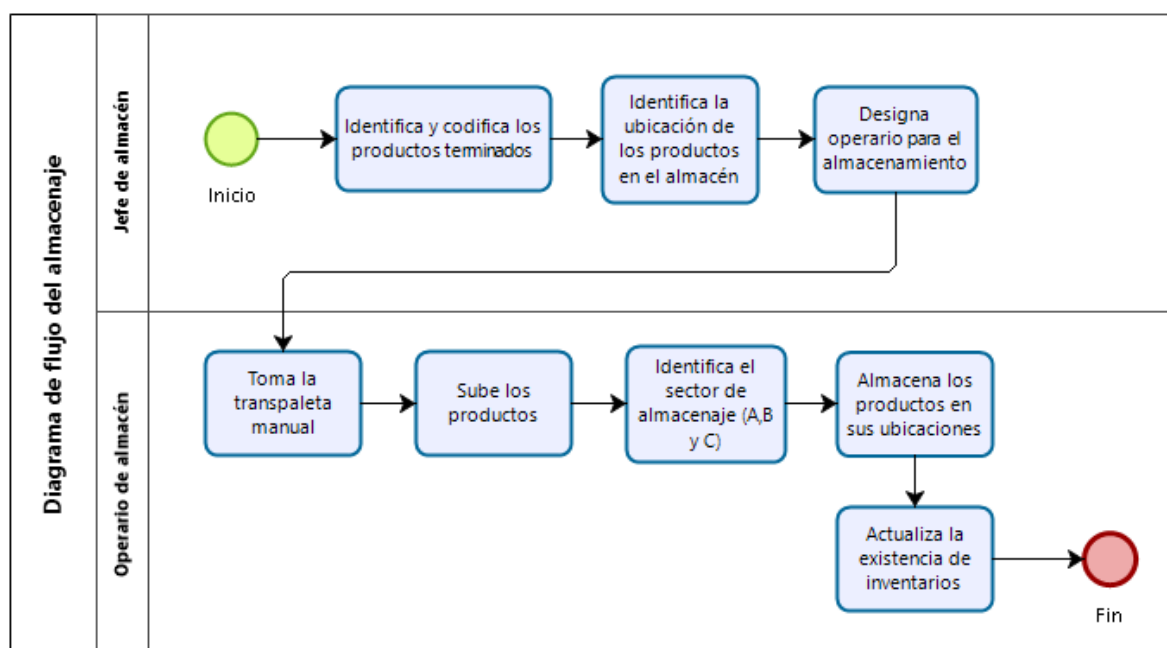 Diagrama de flujo del almacenaje
Jefe de almacén
Inicio
Identifica y codifica los
productos terminados
Identifica la
ubicación de
los productos
en el almacén
Designa
operario para el
almacenamiento
Operario de almacén
Toma la
transpaleta
manual
Sube los
productos
Identifica el
sector de
almacenaje (A,B
y C)
Almacena los
productos en
sus ubicaciones
Actualiza la
existencia de
inventarios
Fin